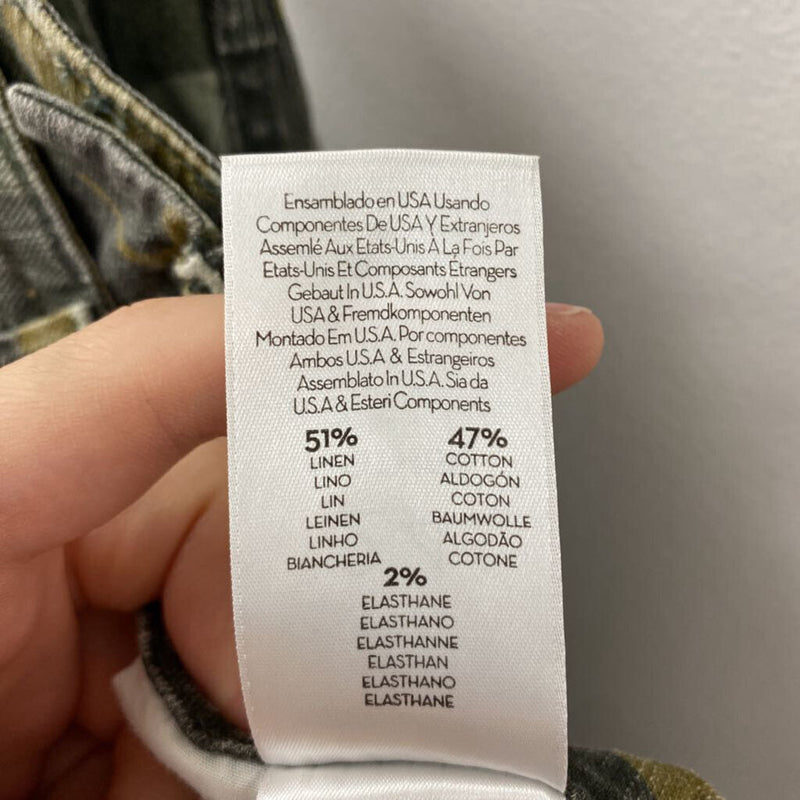 Ensamblado en USA Usando
Componentes De USA Y Extranjeros
Assemlé Aux Etats-Unis À La Fois Par
Etats-Unis Et Composants Étrangers
Gebaut In U.S.A. Sowohl Von
USA & Fremdkomponenten
Montado Em U.S.A. Por componentes
Ambos U.S.A & Estrangeiros
Assemblato In U.S.A. Sia da
U.S.A & Esteri Components
51% 47%
LINEN COTTON
LINO ALDOGÓN
LIN COTON
LEINEN BAUMWOLLE
LINHO ALGODÃO
BIANCHERIA COTONE
2%
ELASTHANE
ELASTHANO
ELASTHANNE
ELASTHAN
ELASTHANO
ELASTHANE